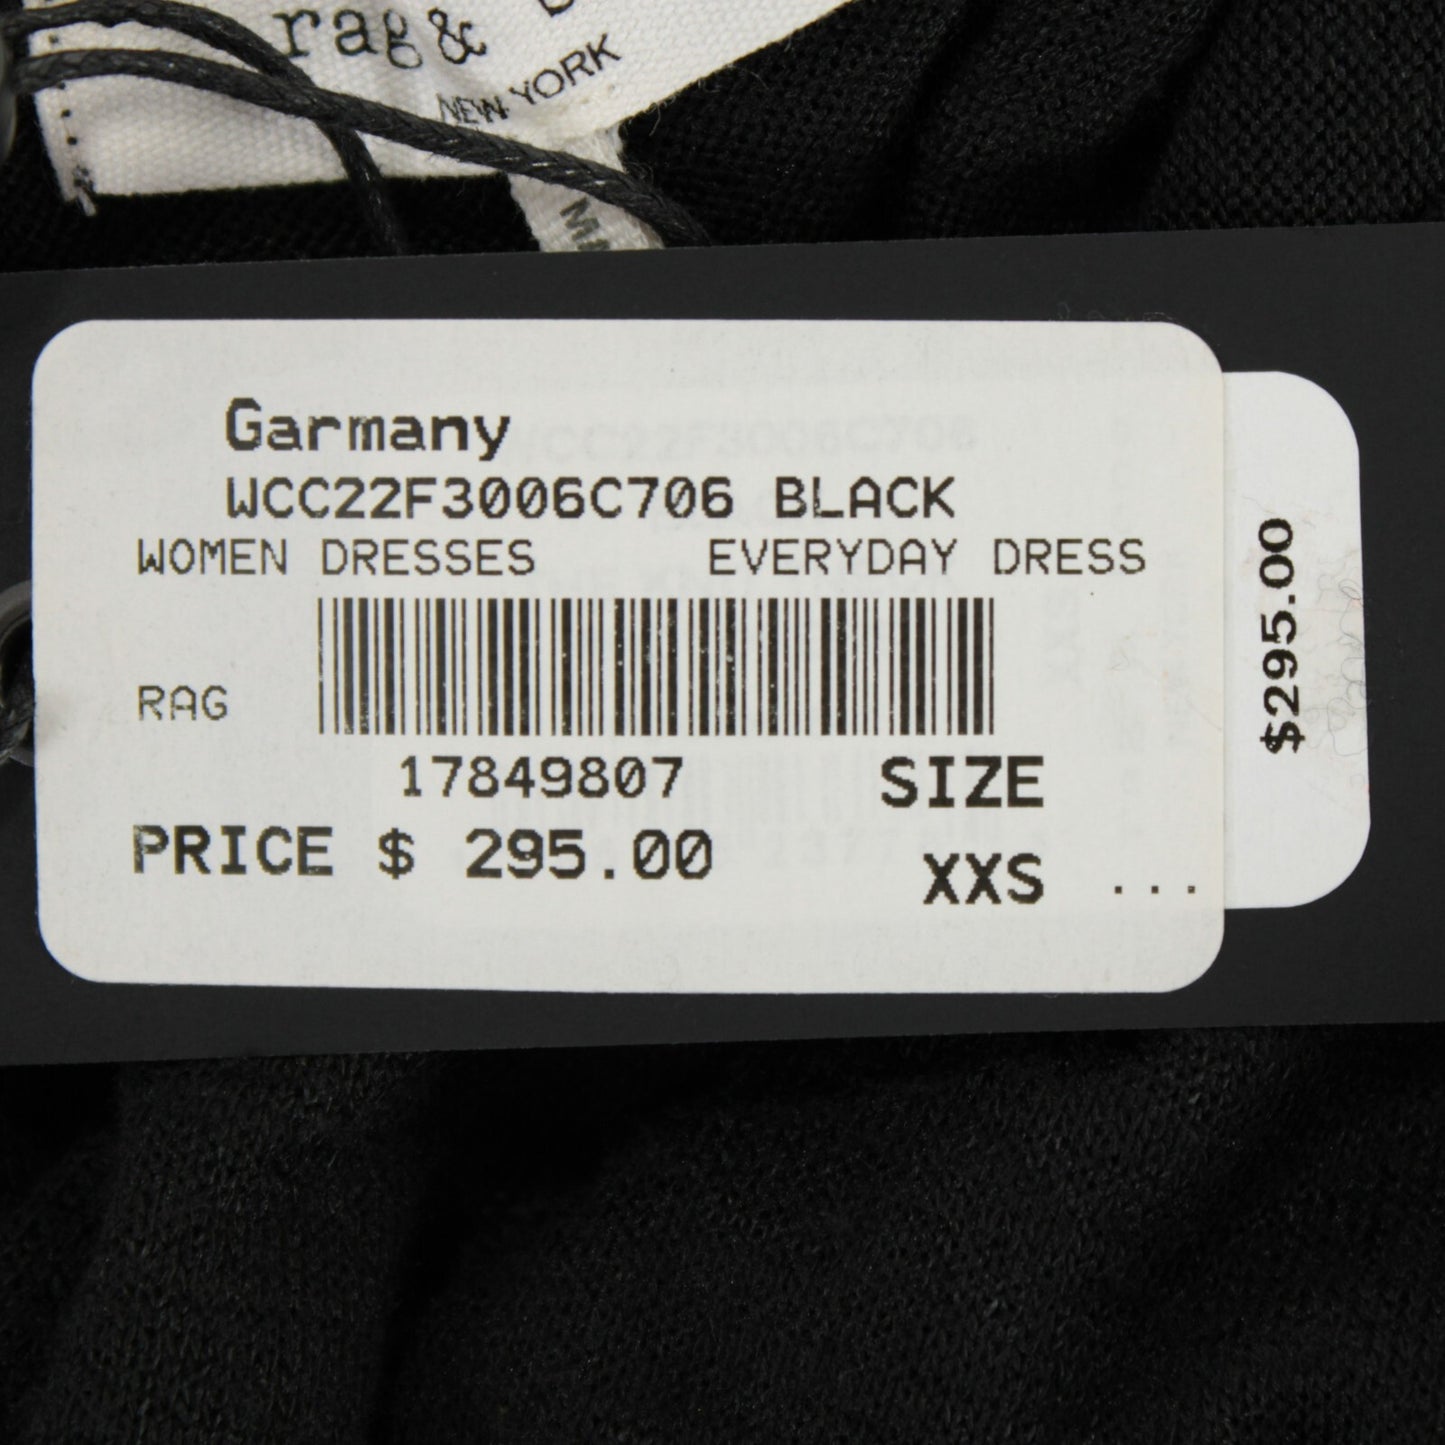 rag &
NEW YORK
Garmany
WCC22F3006C706 BLACK
WOMEN DRESSES EVERYDAY DRESS
RAG
17849807 SIZE
PRICE $ 295.00
XXS ...
$295.00